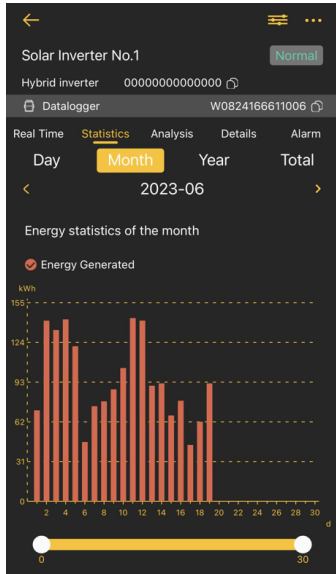 Solar Inverter No.1 Normal
Hybrid inverter 00000000000000
Datalogger W0824166611006
Real Time Statistics Analysis Details Alarm
Day Month Year Total
2023-06
Energy statistics of the month
Energy Generated
kWh
155
124
93
62
31
0
2 4 6 8 10 12 14 16 18 20 22 24 26 28 30
d
0 30